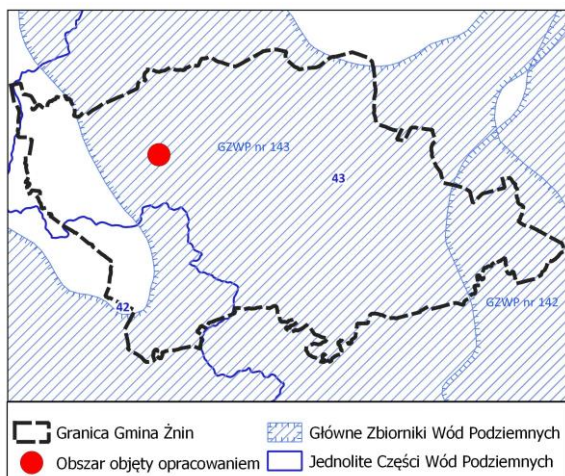 GZWP nr 143
43
42
GZWP nr 142
Granica Gmina Żnin
Główne Zbiorniki Wód Podziemnych
Obszar objęty opracowaniem
Jednolite Części Wód Podziemnych